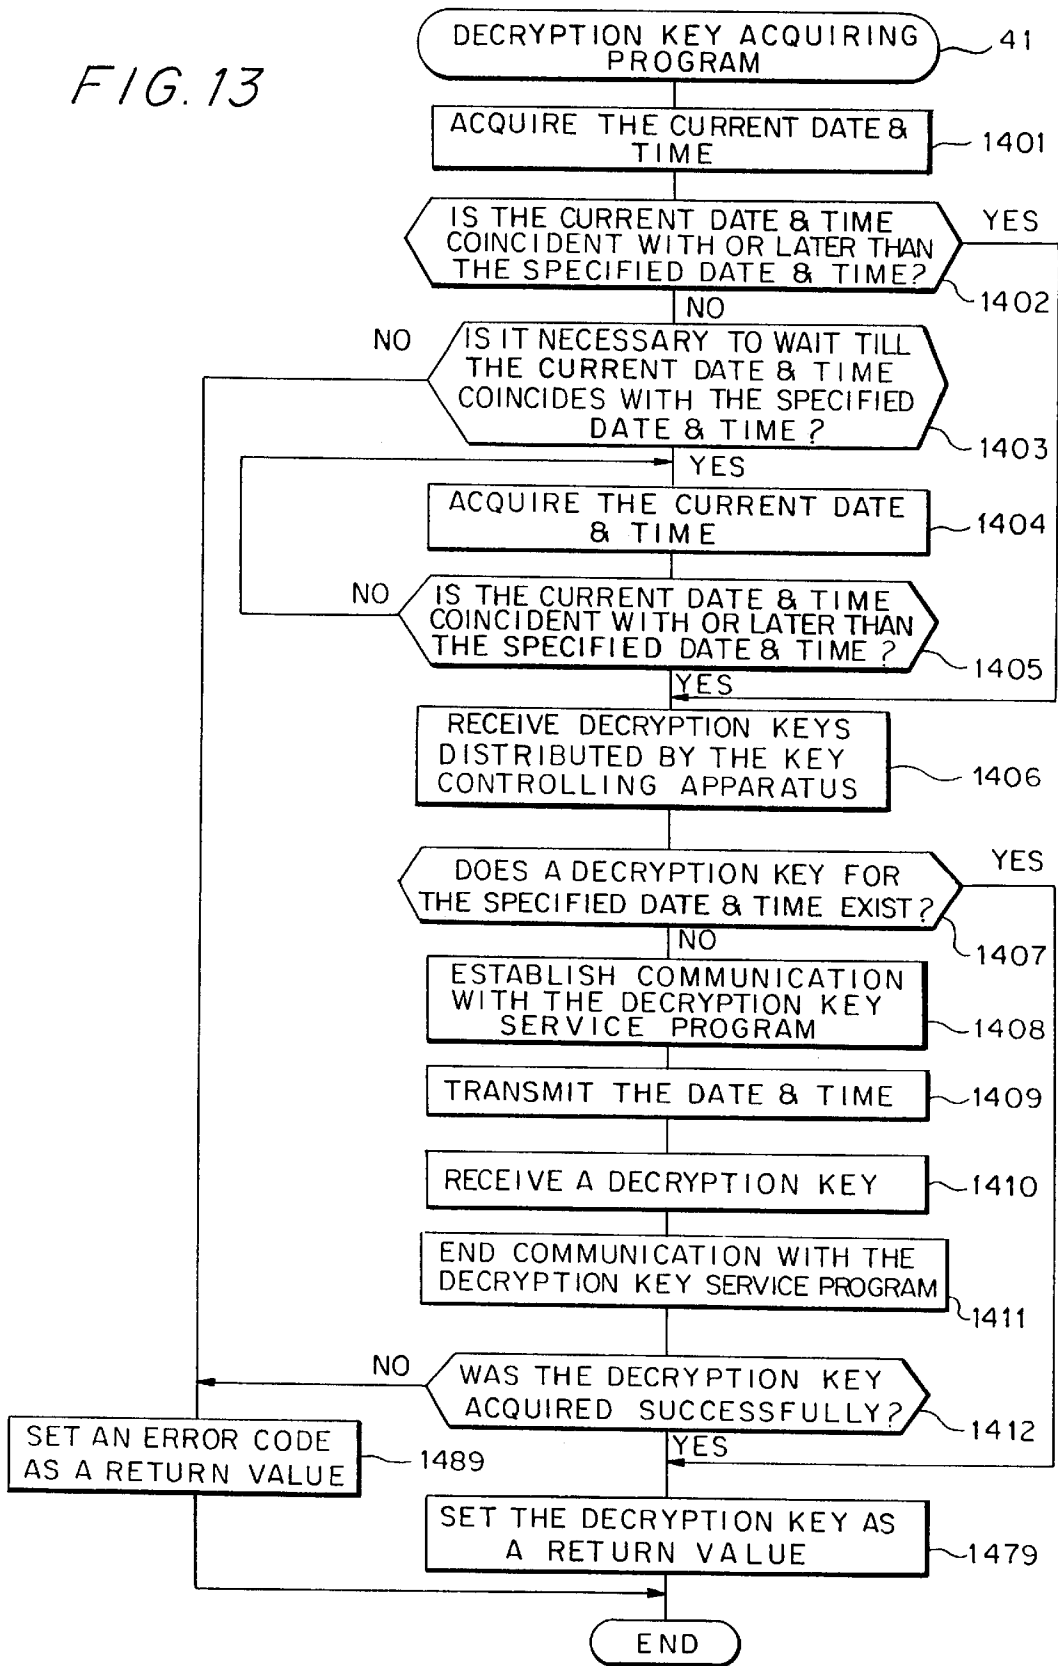 FIG. 13
DECRYPTION KEY ACQUIRING
PROGRAM
41
ACQUIRE THE CURRENT DATE &
TIME
1401
IS THE CURRENT DATE & TIME
COINCIDENT WITH OR LATER THAN
THE SPECIFIED DATE & TIME?
YES
1402
NO
NO
IS IT NECESSARY TO WAIT TILL
THE CURRENT DATE & TIME
COINCIDES WITH THE SPECIFIED
DATE & TIME ?
1403
YES
ACQUIRE THE CURRENT DATE
& TIME
1404
NO
IS THE CURRENT DATE & TIME
COINCIDENT WITH OR LATER THAN
THE SPECIFIED DATE & TIME ?
1405
YES
RECEIVE DECRYPTION KEYS
DISTRIBUTED BY THE KEY
CONTROLLING APPARATUS
1406
DOES A DECRYPTION KEY FOR
THE SPECIFIED DATE & TIME EXIST?
YES
1407
NO
ESTABLISH COMMUNICATION
WITH THE DECRYPTION KEY
SERVICE PROGRAM
1408
TRANSMIT THE DATE & TIME
1409
RECEIVE A DECRYPTION KEY
1410
END COMMUNICATION WITH THE
DECRYPTION KEY SERVICE PROGRAM
1411
NO
WAS THE DECRYPTION KEY
ACQUIRED SUCCESSFULLY?
1412
YES
SET AN ERROR CODE
AS A RETURN VALUE
1489
SET THE DECRYPTION KEY AS
A RETURN VALUE
1479
END